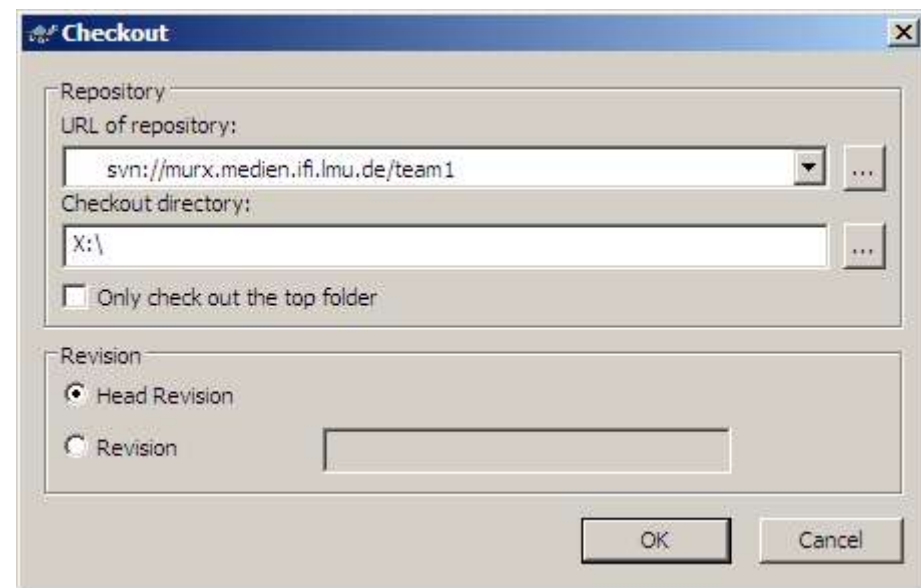 Checkout
Repository
URL of repository:
svn://murx.medien.ifi.lmu.de/team1
...
Checkout directory:
X:\
...
Only check out the top folder
Revision
Head Revision
Revision
OK Cancel